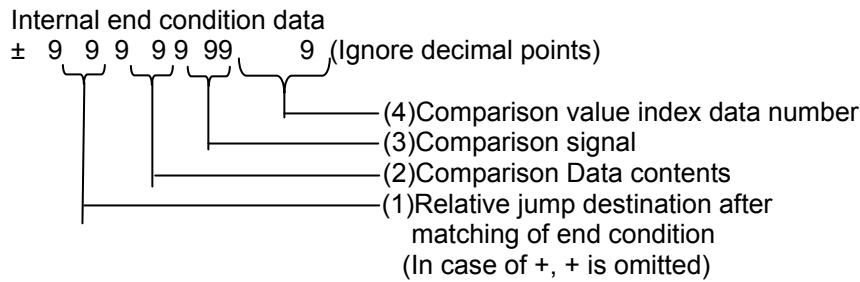 Internal end condition data
± 9 9 9 9 9 99 9 (Ignore decimal points)
(4)Comparison value index data number
(3)Comparison signal
(2)Comparison Data contents
(1)Relative jump destination after
matching of end condition
(In case of +, + is omitted)